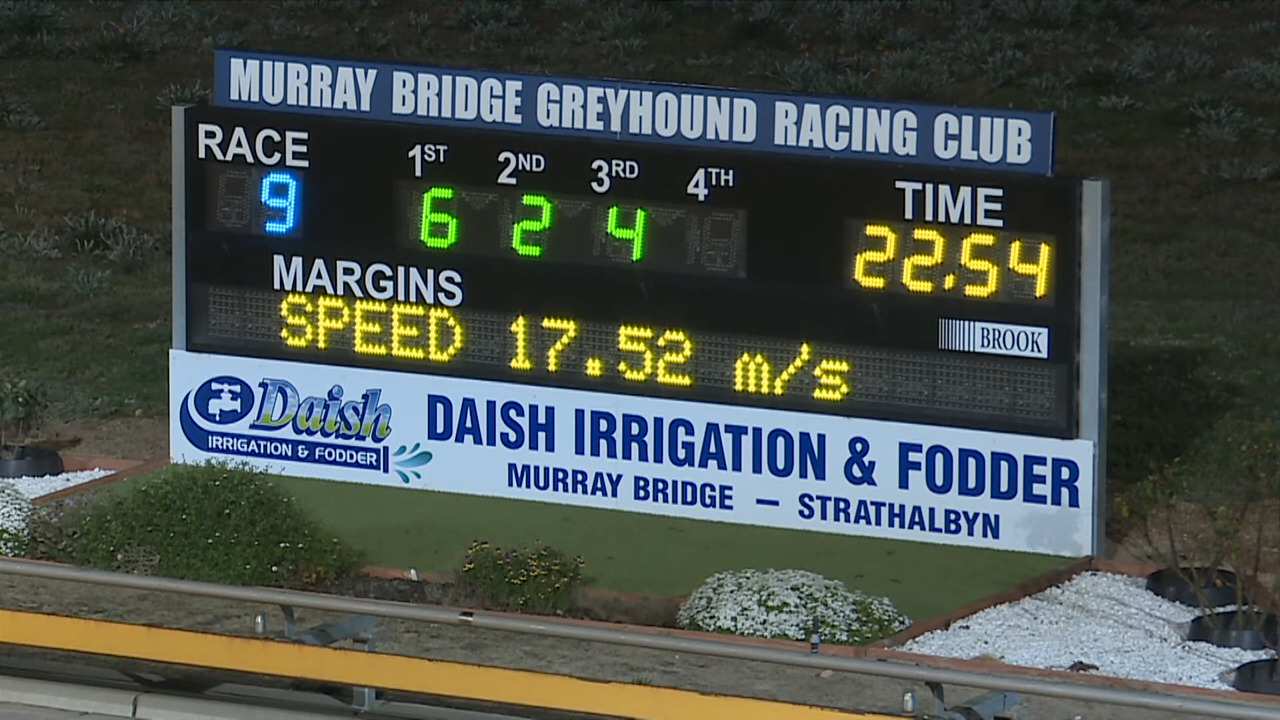 MURRAY BRIDGE GREYHOUND RACING CLUB
RACE 1ST 2ND 3RD 4TH TIME
9 6 2 4 22.54
MARGINS
SPEED 17.52 m/s
BROOK
Daish
IRRIGATION & FODDER
DAISH IRRIGATION & FODDER
MURRAY BRIDGE — STRATHALBYN